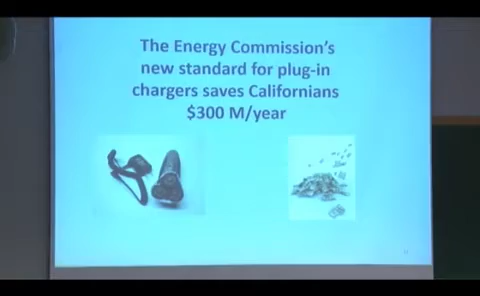 The Energy Commission's
new standard for plug-in
chargers saves Californians
$300 M/year